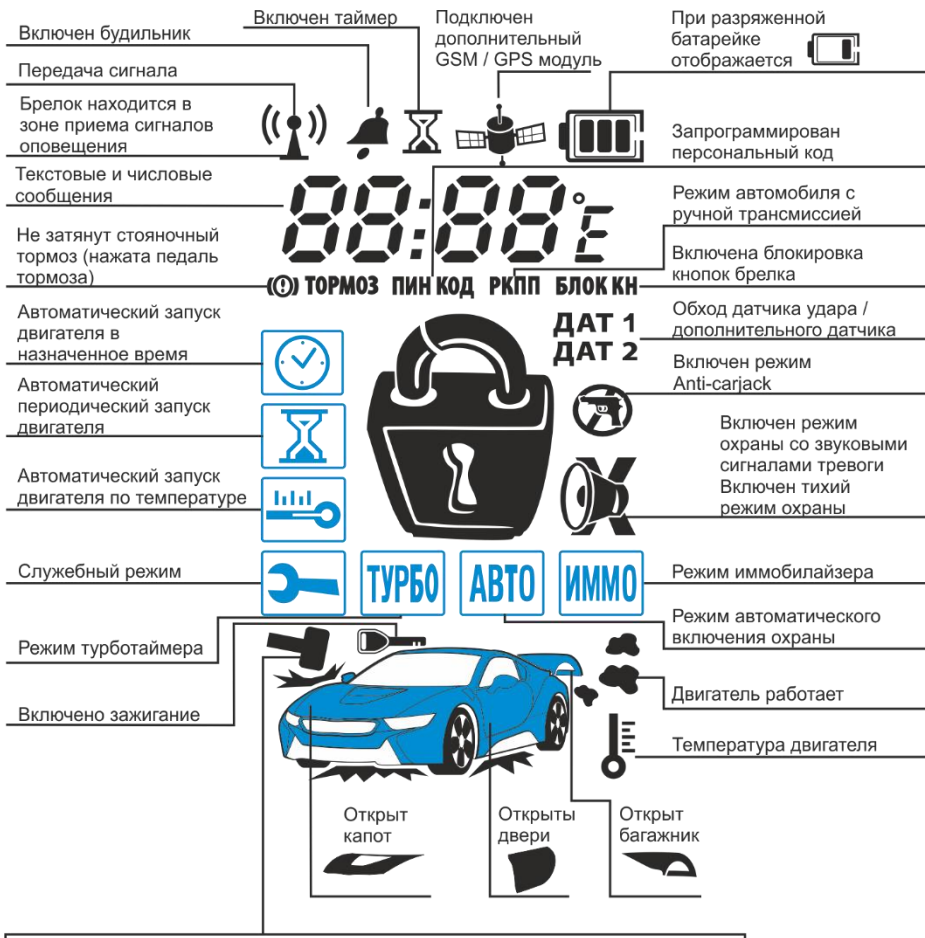 Включен будильник
Включен таймер
Подключен
дополнительный
GSM / GPS модуль
При разряженной
батарейке
отображается
Передача сигнала
Брелок находится в
зоне приема сигналов
оповещения
Запрограммирован
персональный код
Текстовые и числовые
сообщения
88:88°E
Режим автомобиля с
ручной трансмиссией
Не затянут стояночный
тормоз (нажата педаль
тормоза)
Включена блокировка
кнопок брелка
(!) ТОРМОЗ ПИН КОД РКПП БЛОК КН
Автоматический запуск
двигателя в
назначенное время
ДАТ 1
ДАТ 2
Обход датчика удара /
дополнительного датчика
Включен режим
Anti-carjack
Автоматический
периодический запуск
двигателя
Включен режим
охраны со звуковыми
сигналами тревоги
Включен тихий
режим охраны
Автоматический запуск
двигателя по температуре
Служебный режим
ТУРБО
АВТО
ИММО
Режим иммобилайзера
Режим автоматического
включения охраны
Режим турботаймера
Двигатель работает
Включено зажигание
Температура двигателя
Открыт
капот
Открыты
двери
Открыт
багажник